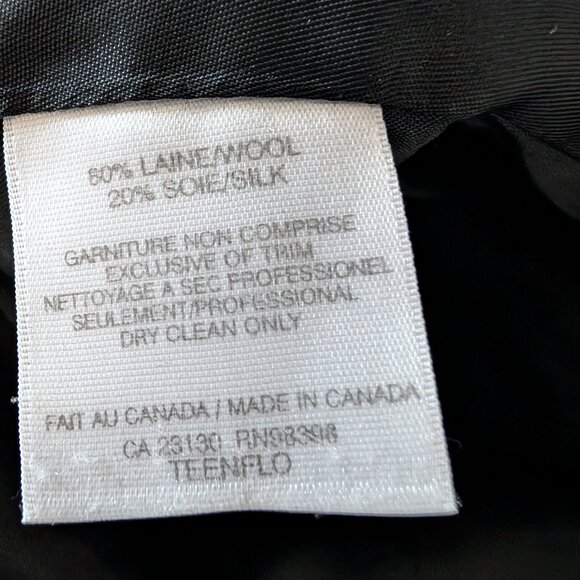 80% LAINE/WOOL
20% SOIE/SILK
GARNITURE NON COMPRISE
EXCLUSIVE OF TRIM
NETTOYAGE A SEC PROFESSIONEL
SEULEMENT/PROFESSIONAL
DRY CLEAN ONLY
FAIT AU CANADA / MADE IN CANADA
CA 23130 RN98398
TEENFLO